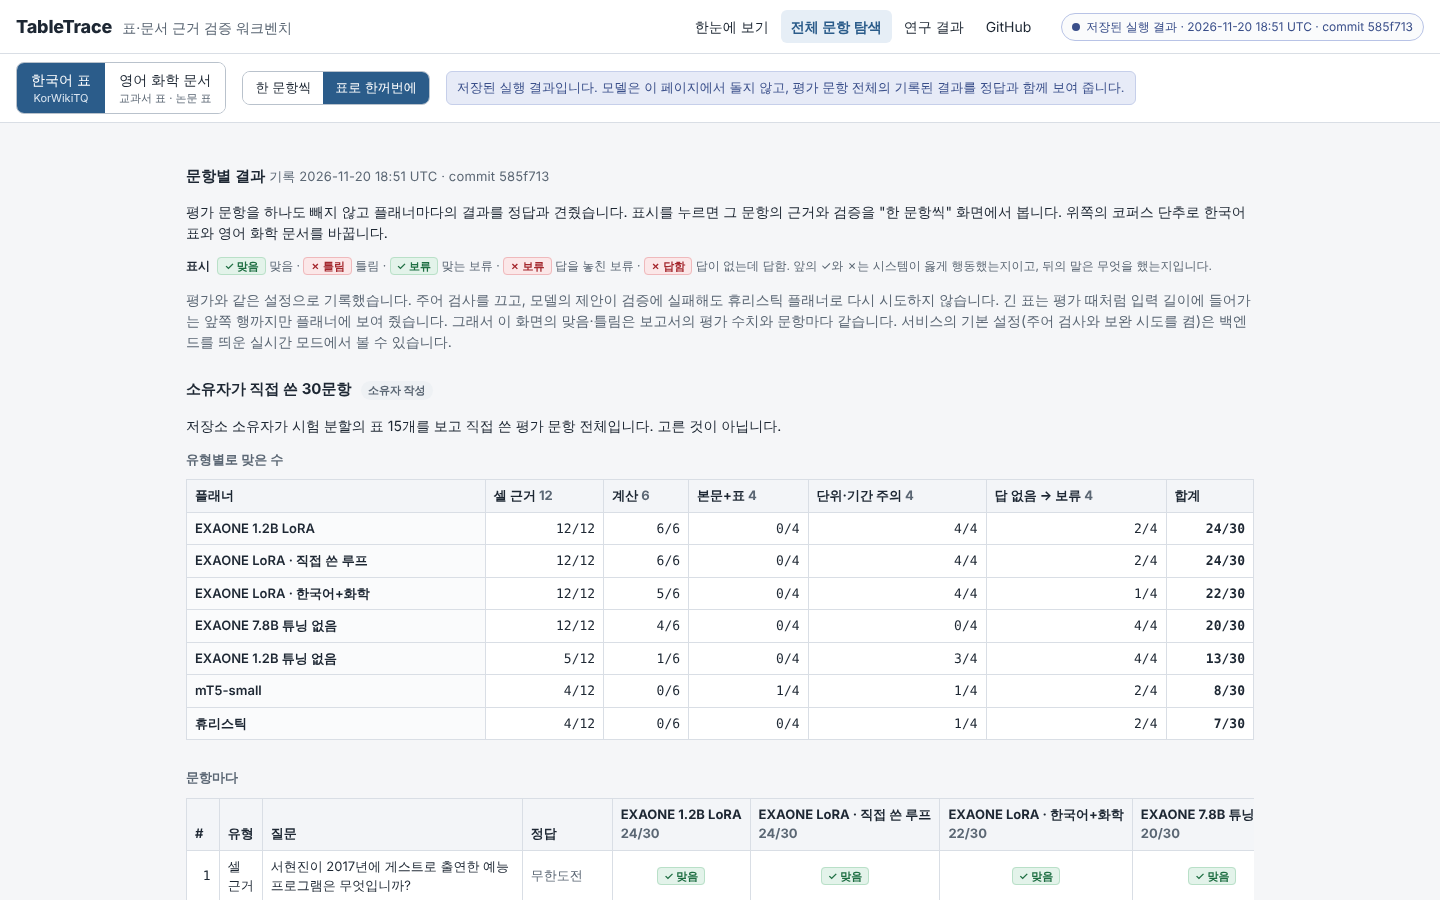 TableTrace 표·문서 근거 검증 워크벤치
한눈에 보기 전체 문항 탐색 연구 결과 GitHub 저장된 실행 결과 · 2026-11-20 18:51 UTC · commit 585f713
한국어 표 KorWikiTQ
영어 화학 문서 교과서 표 · 논문 표
한 문항씩 표로 한꺼번에
저장된 실행 결과입니다. 모델은 이 페이지에서 돌지 않고, 평가 문항 전체의 기록된 결과를 정답과 함께 보여 줍니다.
문항별 결과 기록 2026-11-20 18:51 UTC · commit 585f713
평가 문항을 하나도 빼지 않고 플래너마다의 결과를 정답과 견줬습니다. 표시를 누르면 그 문항의 근거와 검증을 "한 문항씩" 화면에서 봅니다. 위쪽의 코퍼스 단추로 한국어
표와 영어 화학 문서를 바꿉니다.
표시 ✓ 맞음 맞음 · × 틀림 틀림 · ✓ 보류 맞는 보류 · × 보류 답을 놓친 보류 · × 답함 답이 없는데 답함. 앞의 ✓와 ×는 시스템이 옳게 행동했는지이고, 뒤의 말은 무엇을 했는지입니다.
평가와 같은 설정으로 기록했습니다. 주어 검사를 끄고, 모델의 제안이 검증에 실패해도 휴리스틱 플래너로 다시 시도하지 않습니다. 긴 표는 평가 때처럼 입력 길이에 들어가
는 앞쪽 행까지만 플래너에 보여 줬습니다. 그래서 이 화면의 맞음·틀림은 보고서의 평가 수치와 문항마다 같습니다. 서비스의 기본 설정(주어 검사와 보완 시도를 켬)은 백엔
드를 띄운 실시간 모드에서 볼 수 있습니다.
소유자가 직접 쓴 30문항 소유자 작성
저장소 소유자가 시험 분할의 표 15개를 보고 직접 쓴 평가 문항 전체입니다. 고른 것이 아닙니다.
유형별로 맞은 수
플래너 셀 근거 12 계산 6 본문+표 4 단위·기간 주의 4 답 없음 → 보류 4 합계
EXAONE 1.2B LoRA 12/12 6/6 0/4 4/4 2/4 24/30
EXAONE LoRA · 직접 쓴 루프 12/12 6/6 0/4 4/4 2/4 24/30
EXAONE LoRA · 한국어+화학 12/12 5/6 0/4 4/4 1/4 22/30
EXAONE 7.8B 튜닝 없음 12/12 4/6 0/4 0/4 4/4 20/30
EXAONE 1.2B 튜닝 없음 5/12 1/6 0/4 3/4 4/4 13/30
mT5-small 4/12 0/6 1/4 1/4 2/4 8/30
휴리스틱 4/12 0/6 0/4 1/4 2/4 7/30
문항마다
# 유형 질문 정답 EXAONE 1.2B LoRA 24/30 EXAONE LoRA · 직접 쓴 루프 24/30 EXAONE LoRA · 한국어+화학 22/30 EXAONE 7.8B 튜닝 20/30
1 셀 근거 서현진이 2017년에 게스트로 출연한 예능 프로그램은 무엇입니까? 무한도전 ✓ 맞음 ✓ 맞음 ✓ 맞음 ✓ 맞음